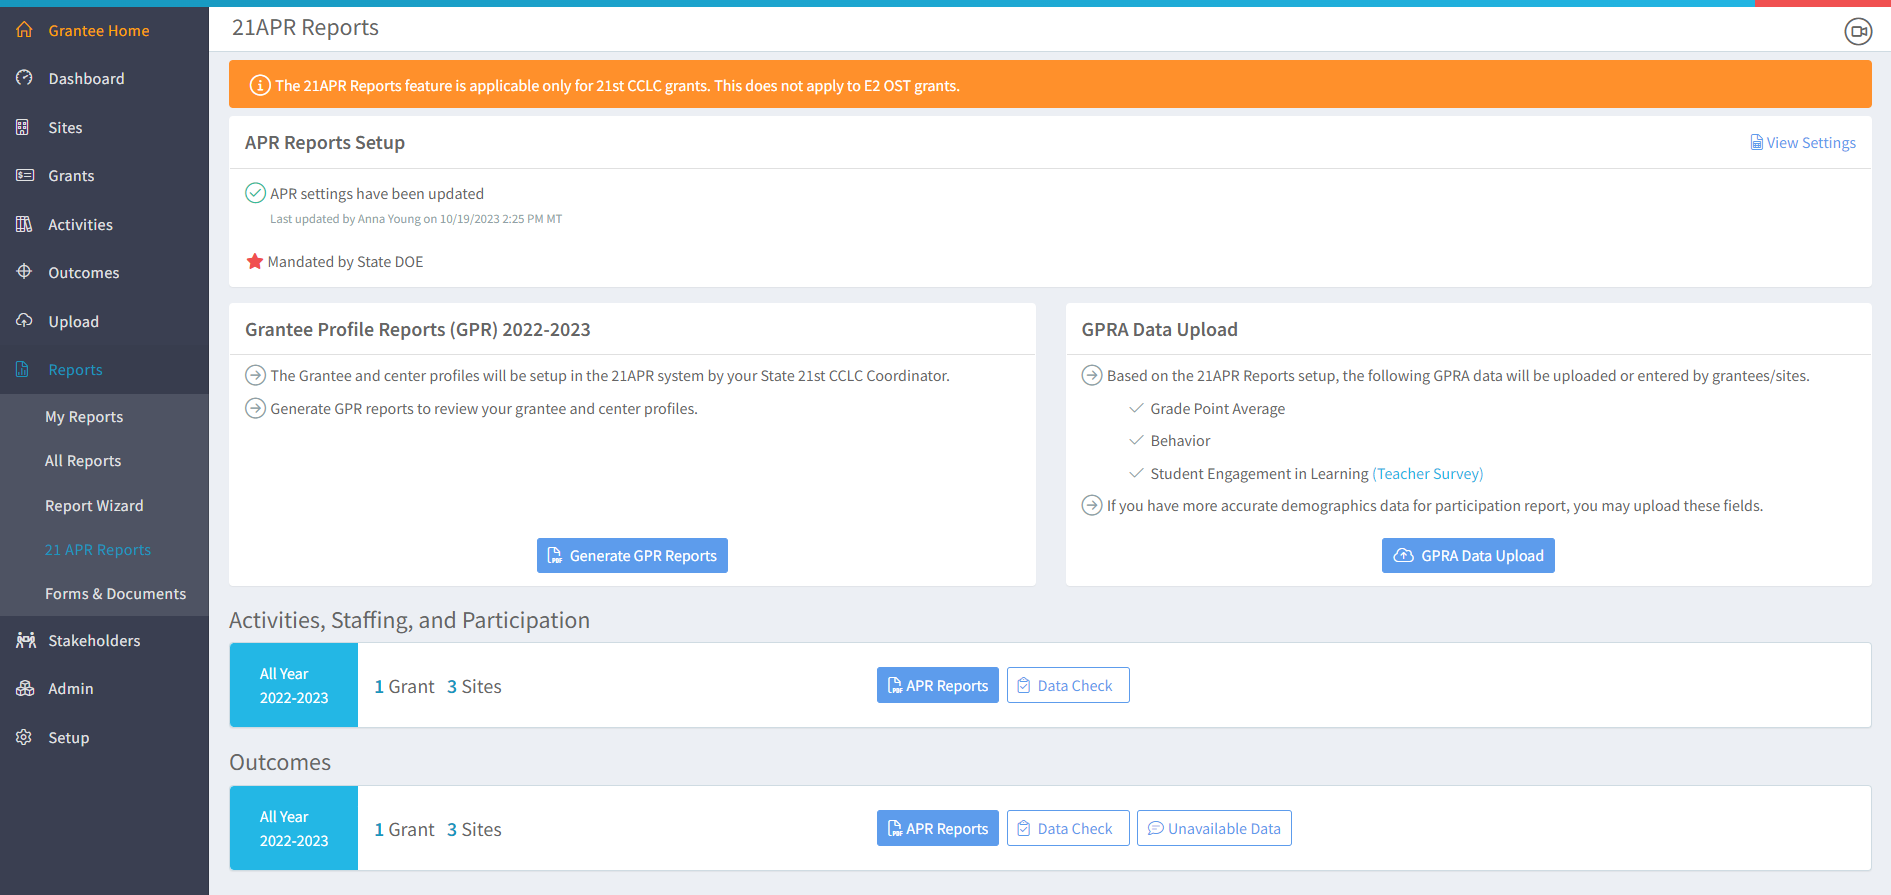 Grantee Home
Dashboard
Sites
Grants
Activities
Outcomes
Upload
Reports
My Reports
All Reports
Report Wizard
21 APR Reports
Forms & Documents
Stakeholders
Admin
Setup
21APR Reports
The 21APR Reports feature is applicable only for 21st CCLC grants. This does not apply to E2 OST grants.
APR Reports Setup
View Settings
APR settings have been updated
Last updated by Anna Young on 10/19/2023 2:25 PM MT
Mandated by State DOE
Grantee Profile Reports (GPR) 2022-2023
The Grantee and center profiles will be setup in the 21APR system by your State 21st CCLC Coordinator.
Generate GPR reports to review your grantee and center profiles.
Generate GPR Reports
GPRA Data Upload
Based on the 21APR Reports setup, the following GPRA data will be uploaded or entered by grantees/sites.
Grade Point Average
Behavior
Student Engagement in Learning (Teacher Survey)
If you have more accurate demographics data for participation report, you may upload these fields.
GPRA Data Upload
Activities, Staffing, and Participation
All Year
2022-2023
1 Grant 3 Sites
APR Reports
Data Check
Outcomes
All Year
2022-2023
1 Grant 3 Sites
APR Reports
Data Check
Unavailable Data